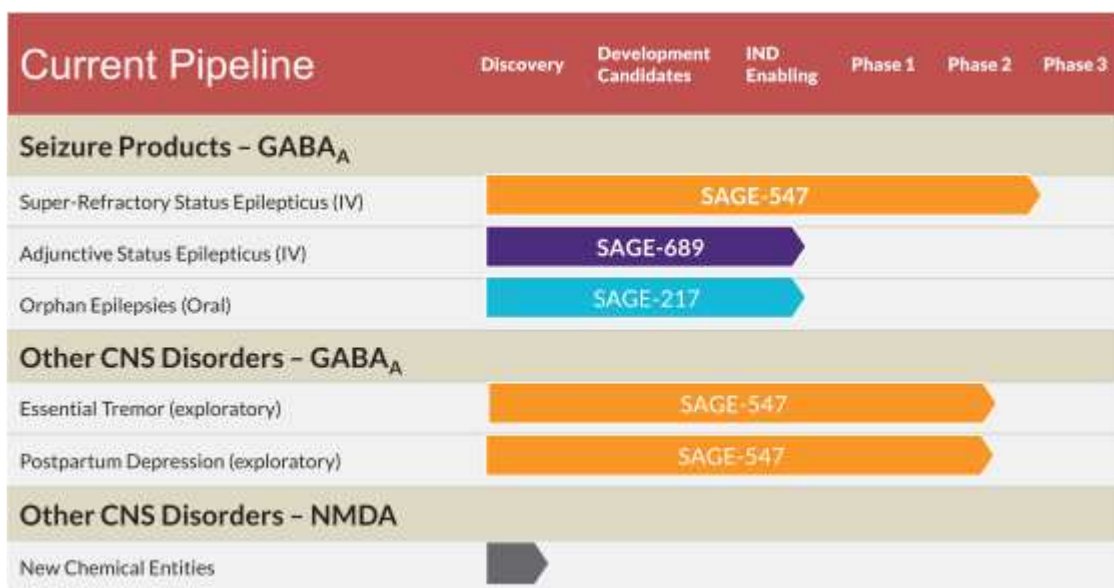 Current Pipeline
Discovery
Development
Candidates
IND
Enabling
Phase 1
Phase 2
Phase 3
Seizure Products – GABAA
Super-Refractory Status Epilepticus (IV)
SAGE-547
Adjunctive Status Epilepticus (IV)
SAGE-689
Orphan Epilepsies (Oral)
SAGE-217
Other CNS Disorders – GABAA
Essential Tremor (exploratory)
SAGE-547
Postpartum Depression (exploratory)
SAGE-547
Other CNS Disorders – NMDA
New Chemical Entities